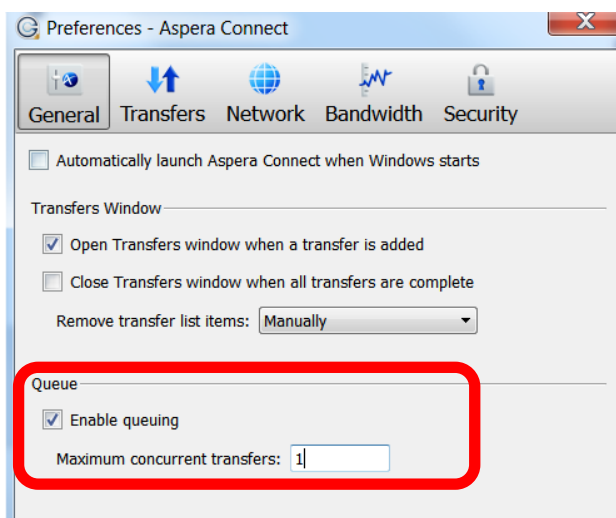 Preferences - Aspera Connect
General Transfers Network Bandwidth Security
Automatically launch Aspera Connect when Windows starts
Transfers Window
Open Transfers window when a transfer is added
Close Transfers window when all transfers are complete
Remove transfer list items: Manually
Queue
Enable queuing
Maximum concurrent transfers: 1